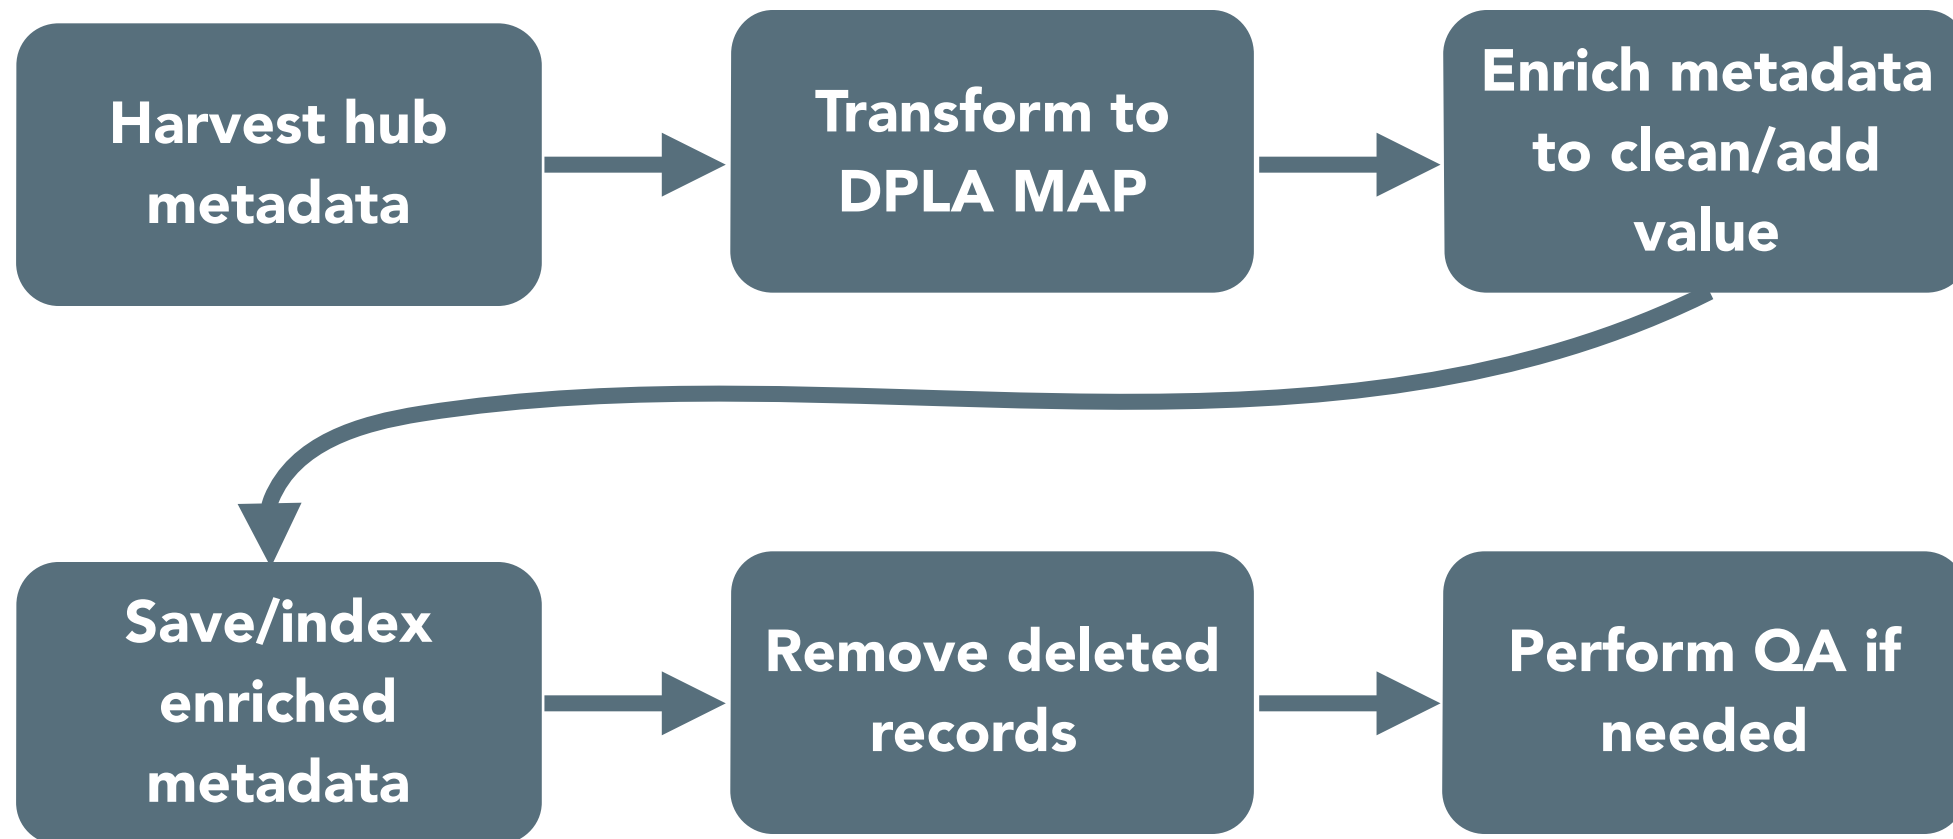 Harvest hub
metadata
Transform to
DPLA MAP
Enrich metadata
to clean/add
value
Save/index
enriched
metadata
Remove deleted
records
Perform QA if
needed